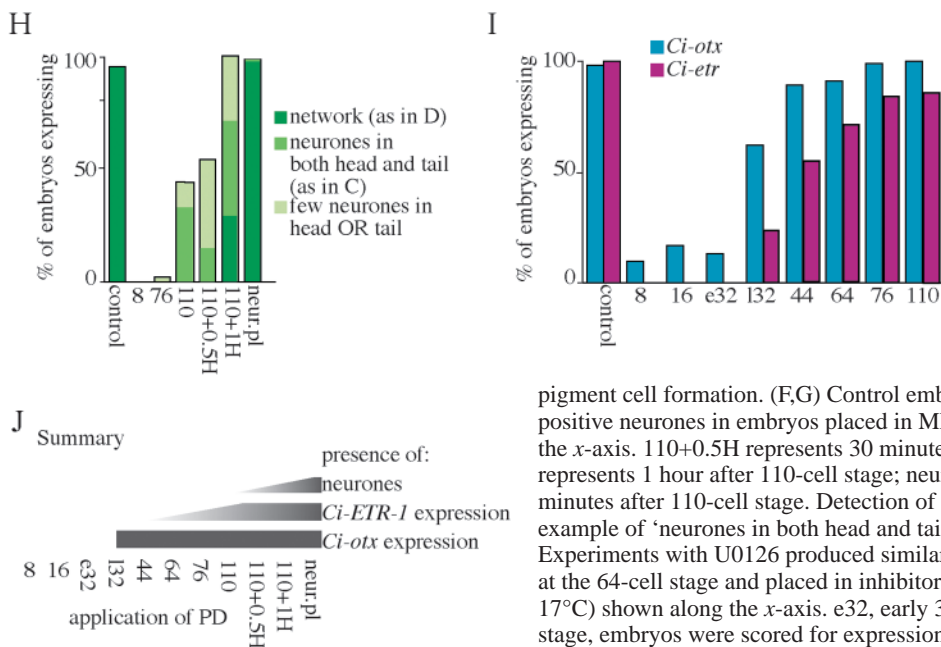 H
% of embryos expressing
100
50
0
control
8
76
110
110+0.5H
110+1H
neur.pl
network (as in D)
neurones in
both head and tail
(as in C)
few neurones in
head OR tail
I
% of embryos expressing
100
50
0
Ci-otx
Ci-etr
control
8 16 e32 l32 44 64 76 110
J
Summary
presence of:
neurones
Ci-ETR-1 expression
Ci-otx expression
8
16
e32
l32
44
64
76
110
110+0.5H
110+1H
neur.pl
application of PD
pigment cell formation. (F,G) Control emb
positive neurones in embryos placed in M
the x-axis. 110+0.5H represents 30 minute
represents 1 hour after 110-cell stage; neu
minutes after 110-cell stage. Detection of
example of ‘neurones in both head and tai
Experiments with U0126 produced similar
at the 64-cell stage and placed in inhibitor
17°C) shown along the x-axis. e32, early 3
stage, embryos were scored for expression